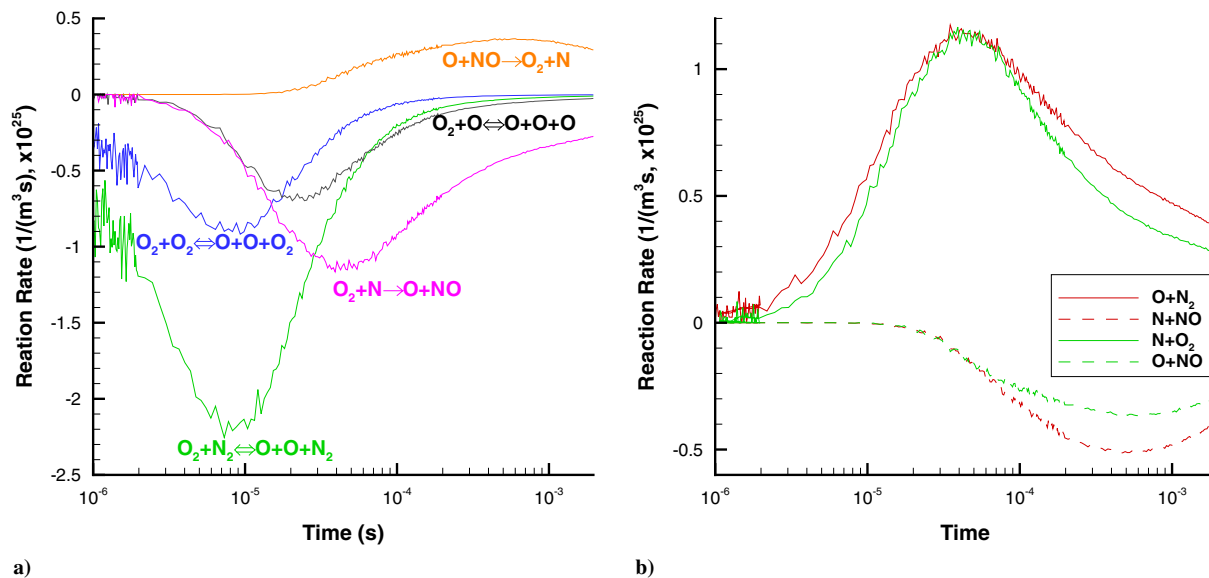 Reation Rate (1/(m³s), x10²⁵)
0.5
0
-0.5
-1
-1.5
-2
-2.5
O+NO→O₂+N
O₂+O⇔O+O+O
O₂+O₂⇔O+O+O₂
O₂+N→O+NO
O₂+N₂⇔O+O+N₂
10⁻⁶ 10⁻⁵ 10⁻⁴ 10⁻³
Time (s)
a)
Reaction Rate (1/(m³s, x10²⁵)
1
0.5
0
-0.5
O+N₂
N+NO
N+O₂
O+NO
10⁻⁶ 10⁻⁵ 10⁻⁴ 10⁻³
Time
b)